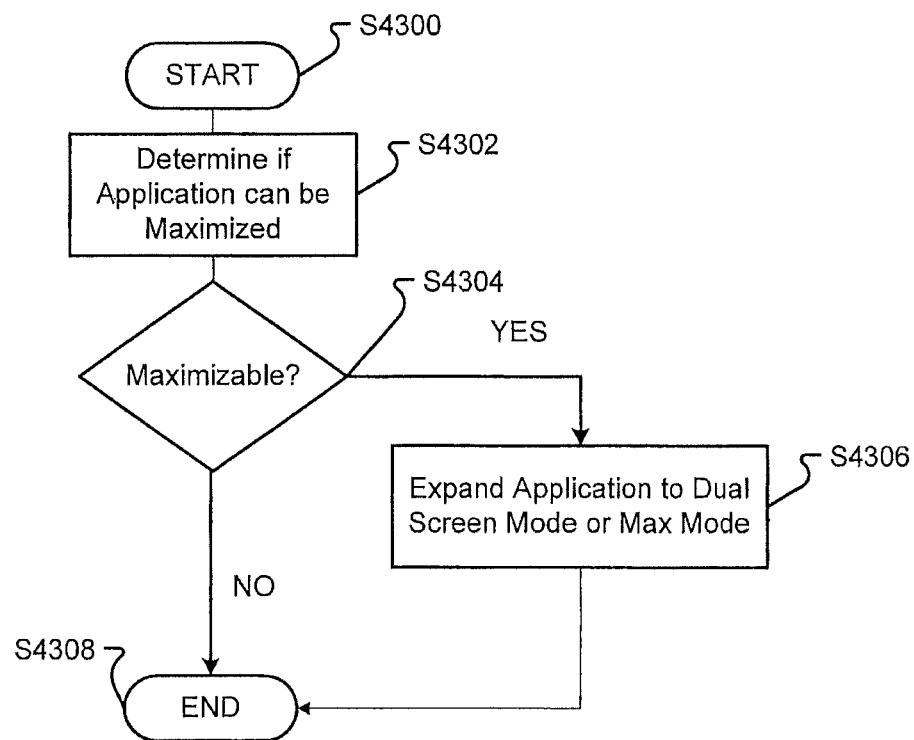 S4300
START
S4302
Determine if
Application can be
Maximized
S4304
YES
Maximizable?
S4306
Expand Application to Dual
Screen Mode or Max Mode
NO
S4308
END